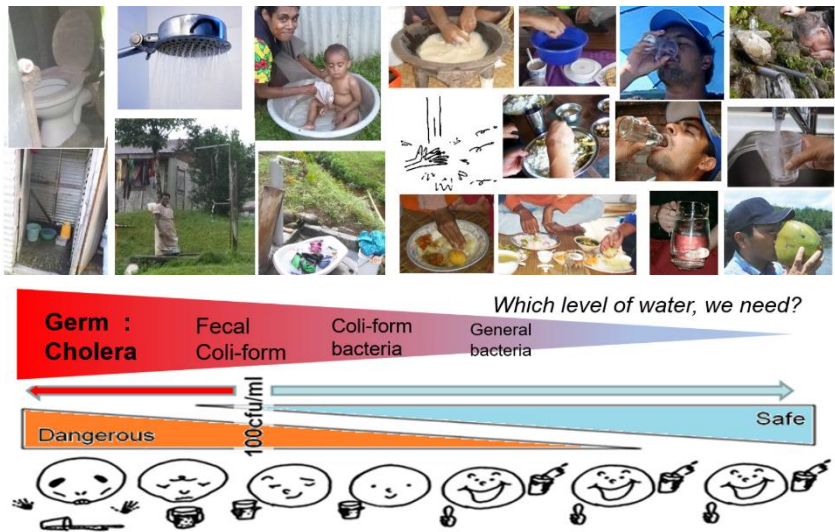 Which level of water, we need?
Germ :
Cholera
Fecal
Coli-form
Coli-form
bacteria
General
bacteria
100cfu/ml
Dangerous
Safe